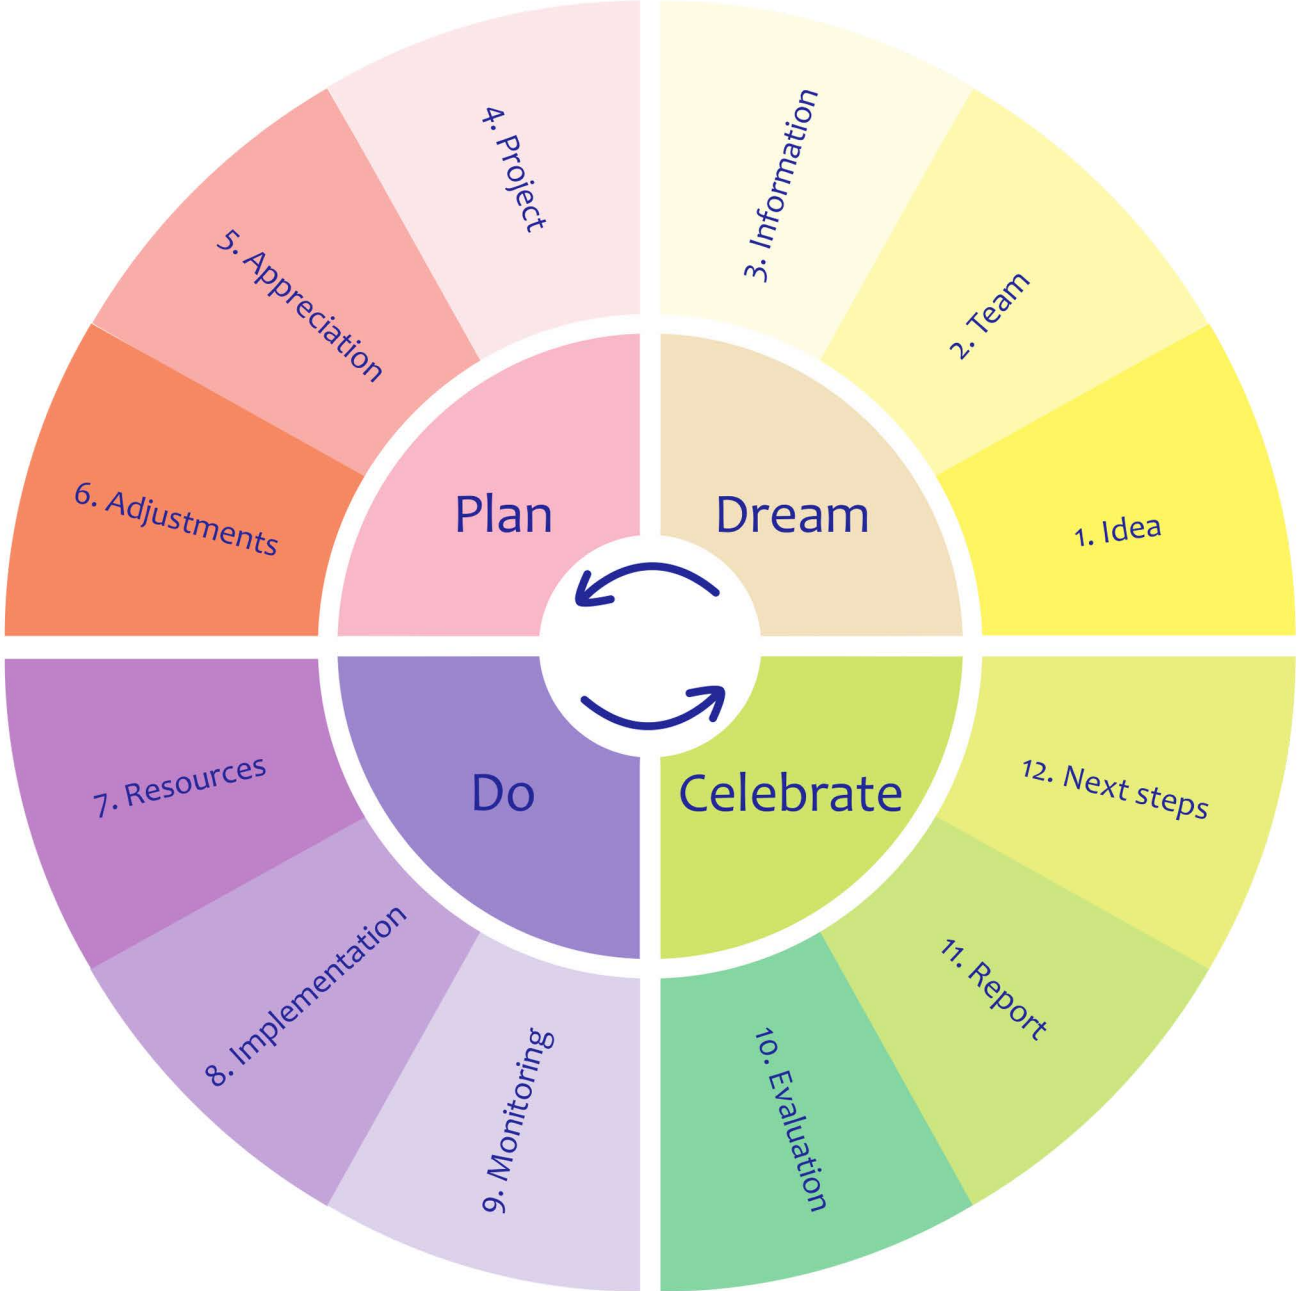 Dream
1. Idea
2. Team
3. Information
Plan
4. Project
5. Appreciation
6. Adjustments
Do
7. Resources
8. Implementation
9. Monitoring
Celebrate
10. Evaluation
11. Report
12. Next steps